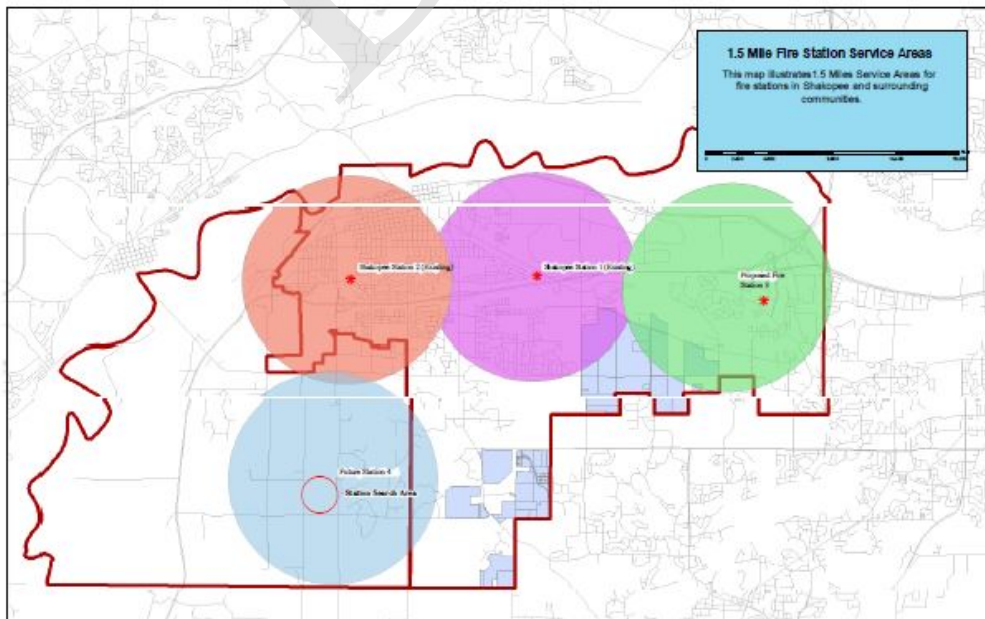 1.5 Mile Fire Station Service Areas
This map illustrates 1.5 Miles Service Areas for
fire stations in Shakopee and surrounding
communities.
0
Shakopee Station 2 (Existing)
Shakopee Station 1 (Existing)
Proposed Fire
Station 3
Future Station 4
Station Search Area